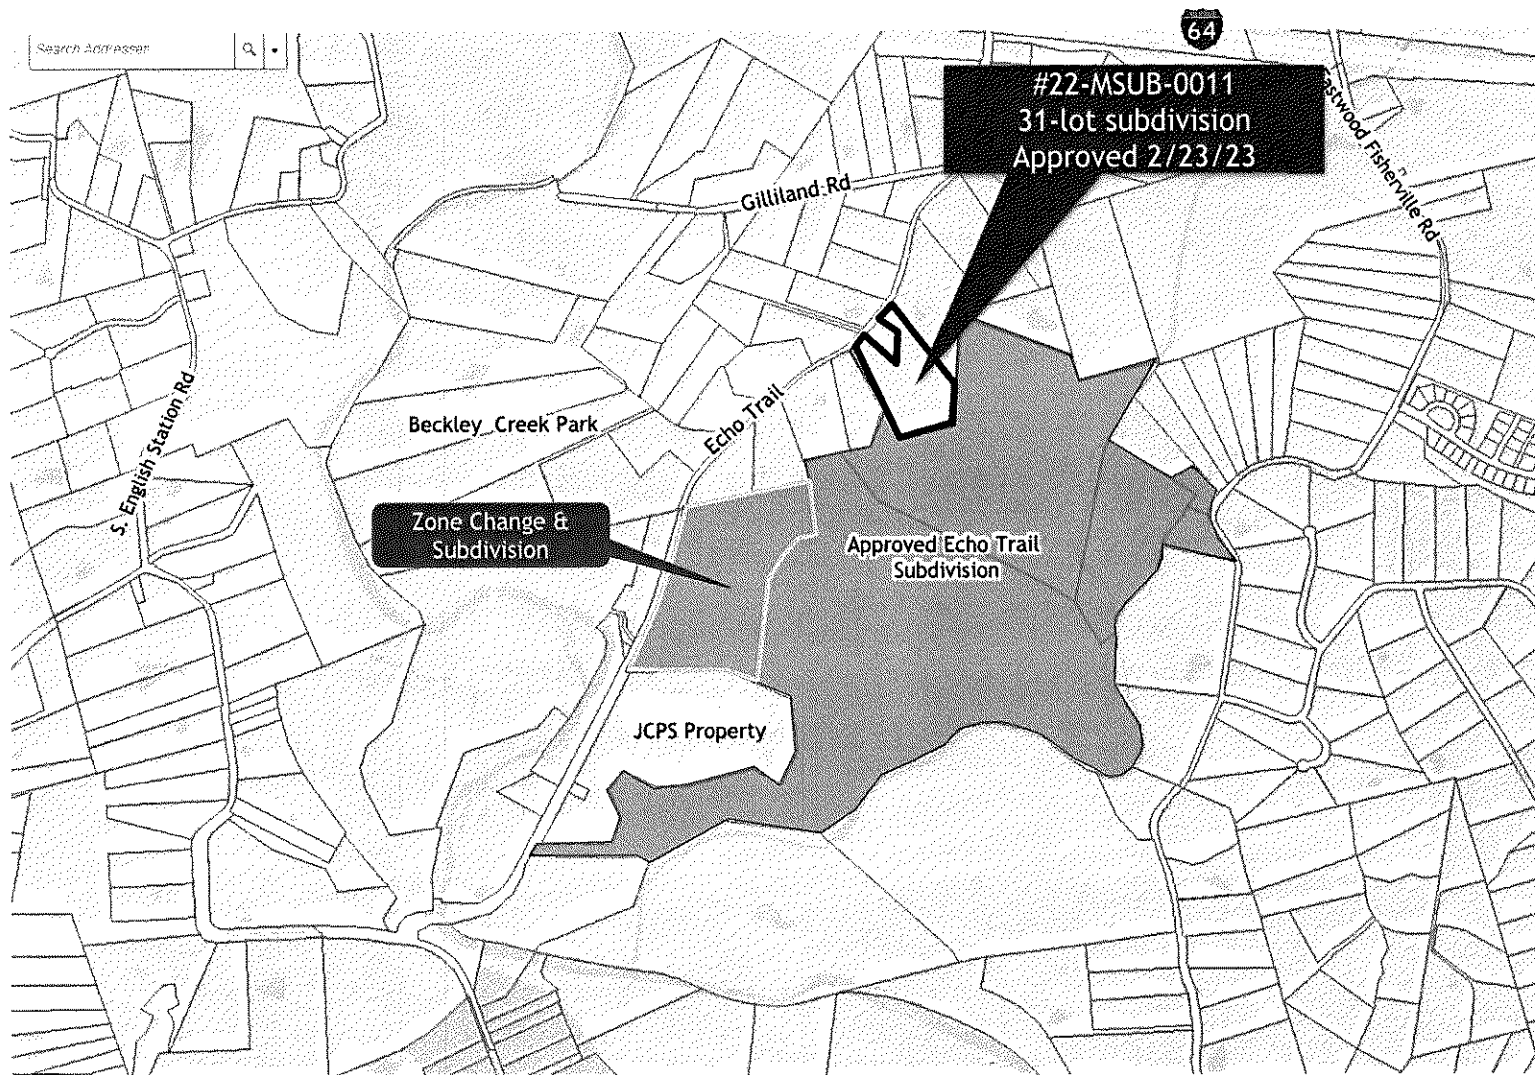 Search Addresses
64
#22-MSUB-0011
31-lot subdivision
Approved 2/23/23
Eastwood Fisherville Rd
Gilliland Rd
Beckley Creek Park
Echo Trail
S. English Station Rd
Zone Change &
Subdivision
Approved Echo Trail
Subdivision
JCPS Property